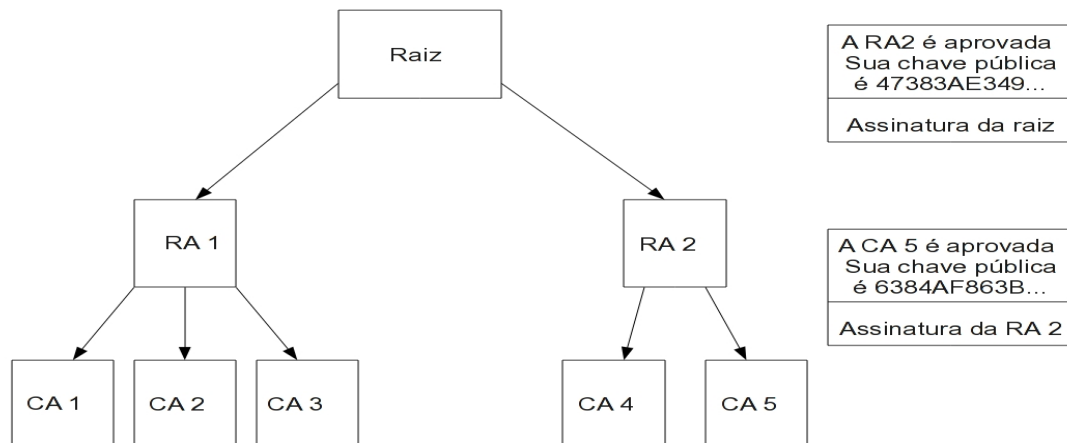 Raiz
A RA2 é aprovada
Sua chave pública
é 47383AE349...
Assinatura da raiz
RA 1
RA 2
A CA 5 é aprovada
Sua chave pública
é 6384AF863B...
Assinatura da RA 2
CA 1
CA 2
CA 3
CA 4
CA 5